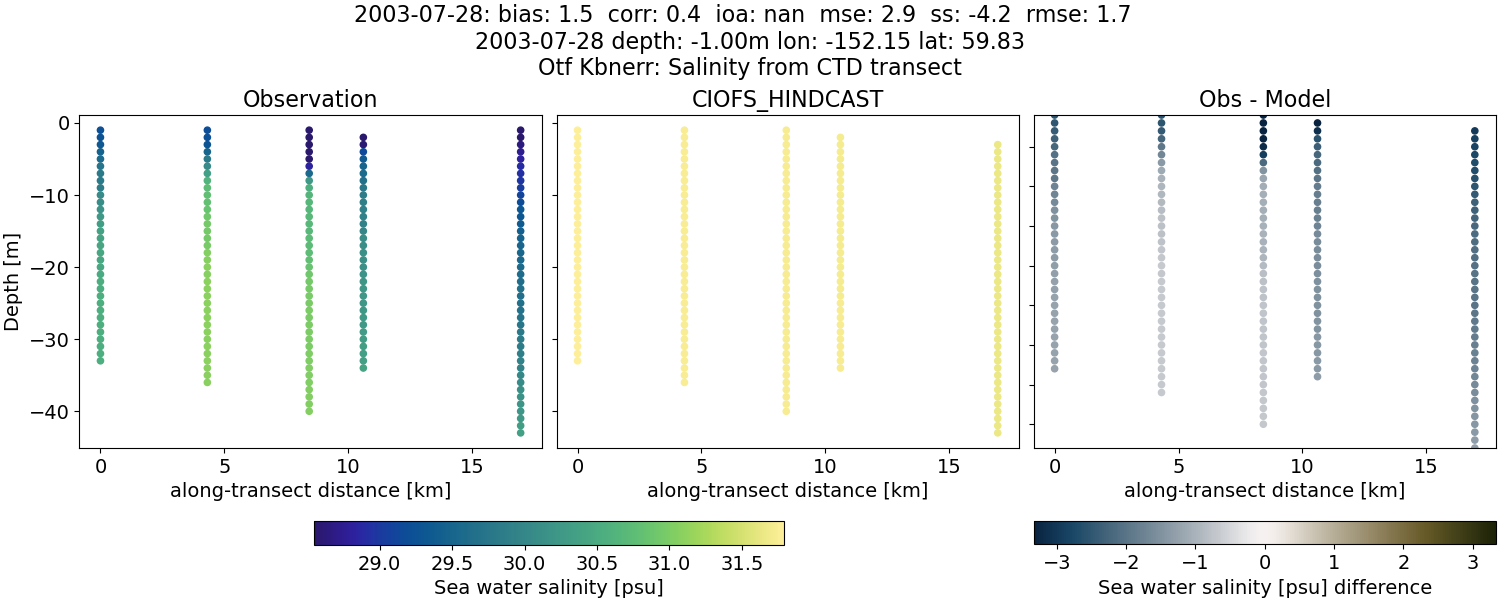 2003-07-28: bias: 1.5  corr: 0.4  ioa: nan  mse: 2.9  ss: -4.2  rmse: 1.7
2003-07-28 depth: -1.00m lon: -152.15 lat: 59.83
Otf Kbnerr: Salinity from CTD transect
Observation
CIOFS_HINDCAST
Obs - Model
Depth [m]
0
−10
−20
−30
−40
0 5 10 15
0 5 10 15
0 5 10 15
along-transect distance [km]
along-transect distance [km]
along-transect distance [km]
29.0 29.5 30.0 30.5 31.0 31.5
Sea water salinity [psu]
−3 −2 −1 0 1 2 3
Sea water salinity [psu] difference